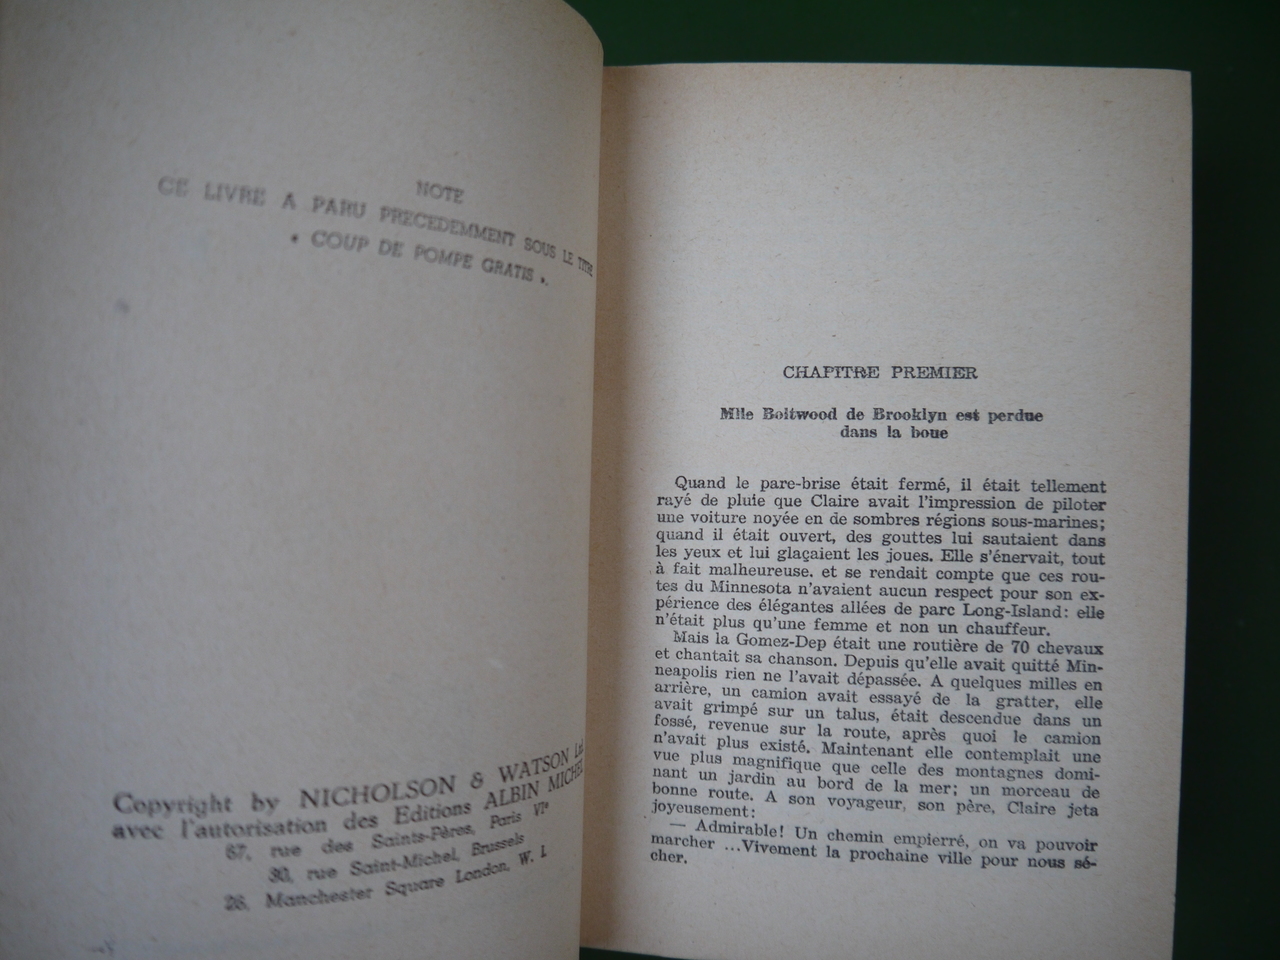 NOTE
CE LIVRE A PARU PRECEDEMMENT SOUS LE TITRE
« COUP DE POMPE GRATIS ».
Copyright by NICHOLSON & WATSON Ltd
avec l'autorisation des Editions ALBIN MICHEL
67, rue des Saints-Pères, Paris VIe
30, rue Saint-Michel, Brussels
26, Manchester Square London, W. I.
CHAPITRE PREMIER
Mlle Boltwood de Brooklyn est perdue
dans la boue
Quand le pare-brise était fermé, il était tellement
rayé de pluie que Claire avait l'impression de piloter
une voiture noyée en de sombres régions sous-marines;
quand il était ouvert, des gouttes lui sautaient dans
les yeux et lui glaçaient les joues. Elle s'énervait, tout
à fait malheureuse. et se rendait compte que ces rou-
tes du Minnesota n'avaient aucun respect pour son ex-
périence des élégantes allées de parc Long-Island: elle
n'était plus qu'une femme et non un chauffeur.
Mais la Gomez-Dep était une routière de 70 chevaux
et chantait sa chanson. Depuis qu'elle avait quitté Min-
neapolis rien ne l'avait dépassée. A quelques milles en
arrière, un camion avait essayé de la gratter, elle
avait grimpé sur un talus, était descendue dans un
fossé, revenue sur la route, après quoi le camion
n'avait plus existé. Maintenant elle contemplait une
vue plus magnifique que celle des montagnes domi-
nant un jardin au bord de la mer; un morceau de
bonne route. A son voyageur, son père, Claire jeta
joyeusement:
— Admirable! Un chemin empierré, on va pouvoir
marcher ...Vivement la prochaine ville pour nous sé-
cher.